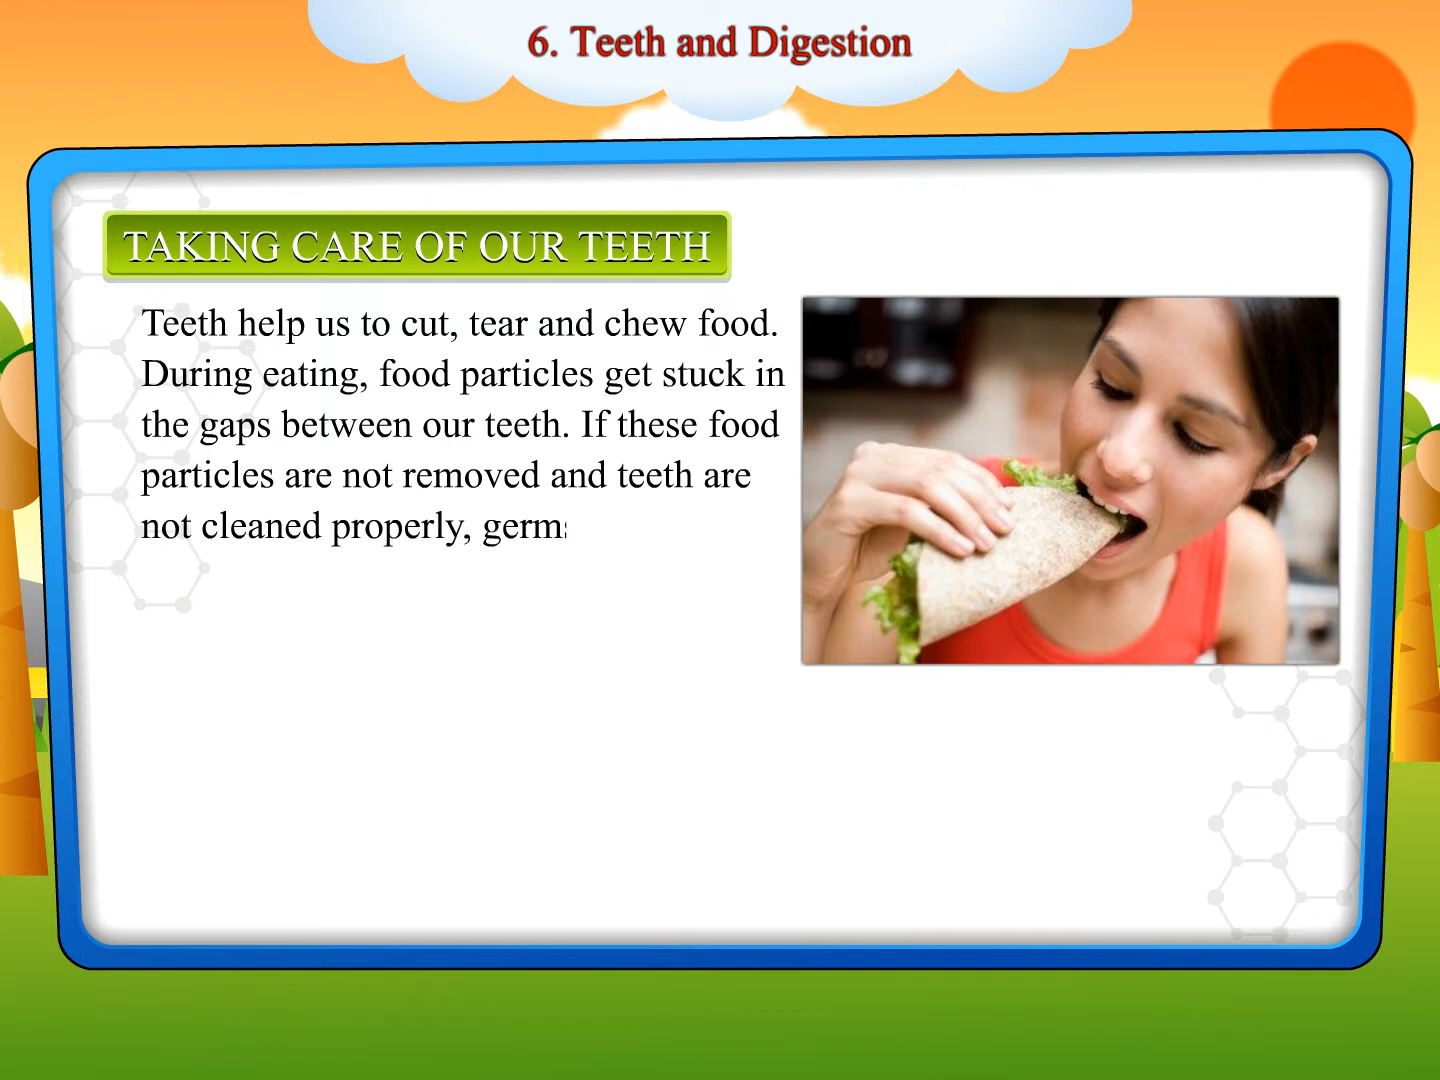 6. Teeth and Digestion
TAKING CARE OF OUR TEETH
Teeth help us to cut, tear and chew food.
During eating, food particles get stuck in
the gaps between our teeth. If these food
particles are not removed and teeth are
not cleaned properly, germs